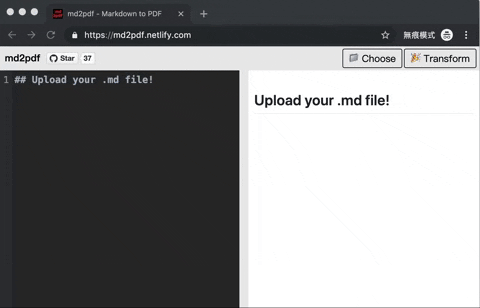 md2pdf - Markdown to PDF
https://md2pdf.netlify.com
無痕模式
md2pdf Star 37 Choose Transform
1 ## Upload your .md file!
Upload your .md file!